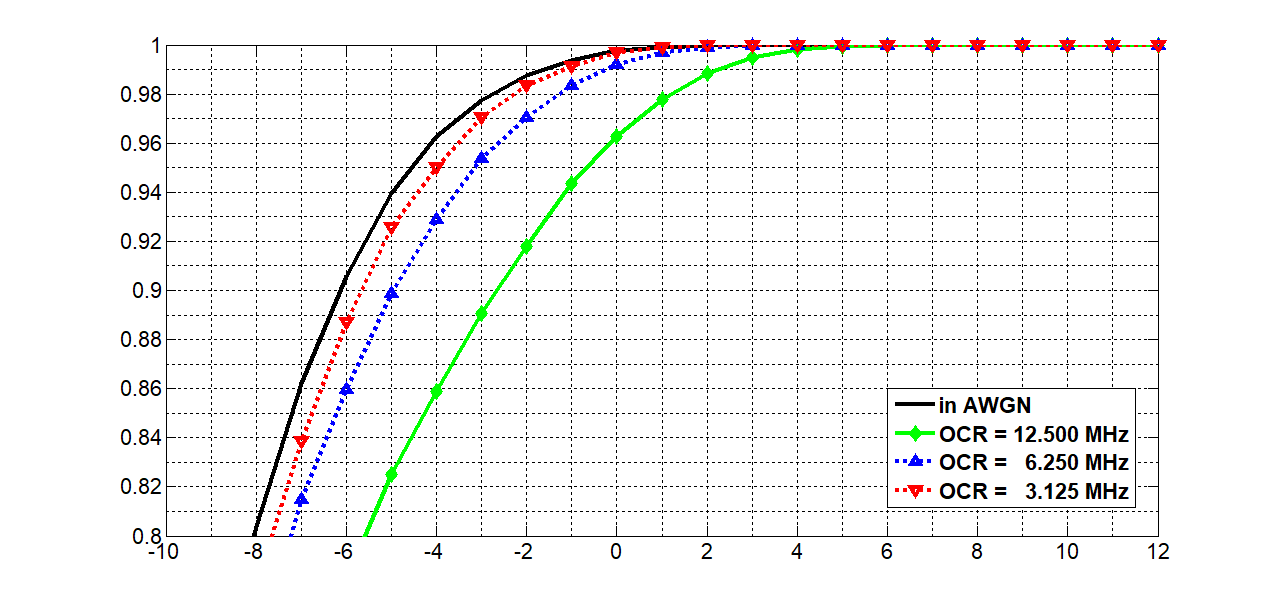 1
0.98
0.96
0.94
0.92
0.9
0.88
0.86
0.84
0.82
0.8
-10 -8 -6 -4 -2 0 2 4 6 8 10 12
in AWGN
OCR = 12.500 MHz
OCR = 6.250 MHz
OCR = 3.125 MHz